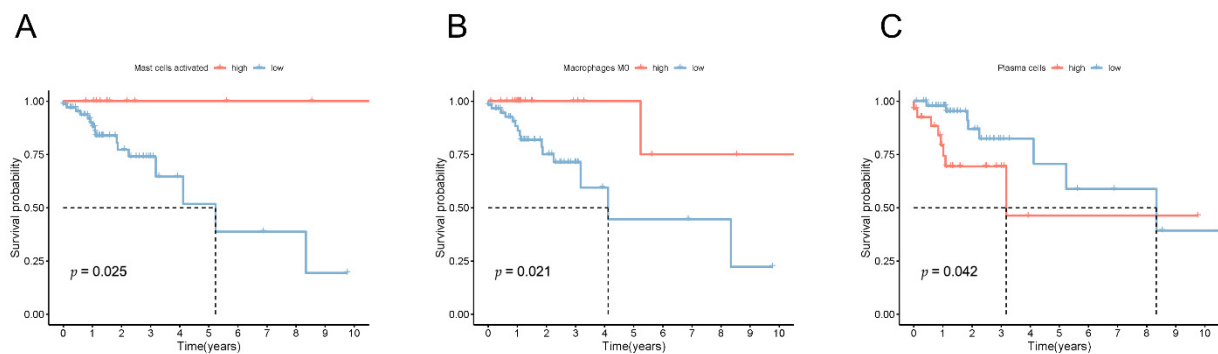 A
Mast cells activated high low
Survival probability
1.00
0.75
0.50
0.25
0.00
p = 0.025
0 1 2 3 4 5 6 7 8 9 10
Time(years)
B
Macrophages M0 high low
Survival probability
1.00
0.75
0.50
0.25
0.00
p = 0.021
0 1 2 3 4 5 6 7 8 9 10
Time(years)
C
Plasma cells high low
Survival probability
1.00
0.75
0.50
0.25
0.00
p = 0.042
0 1 2 3 4 5 6 7 8 9 10
Time(years)